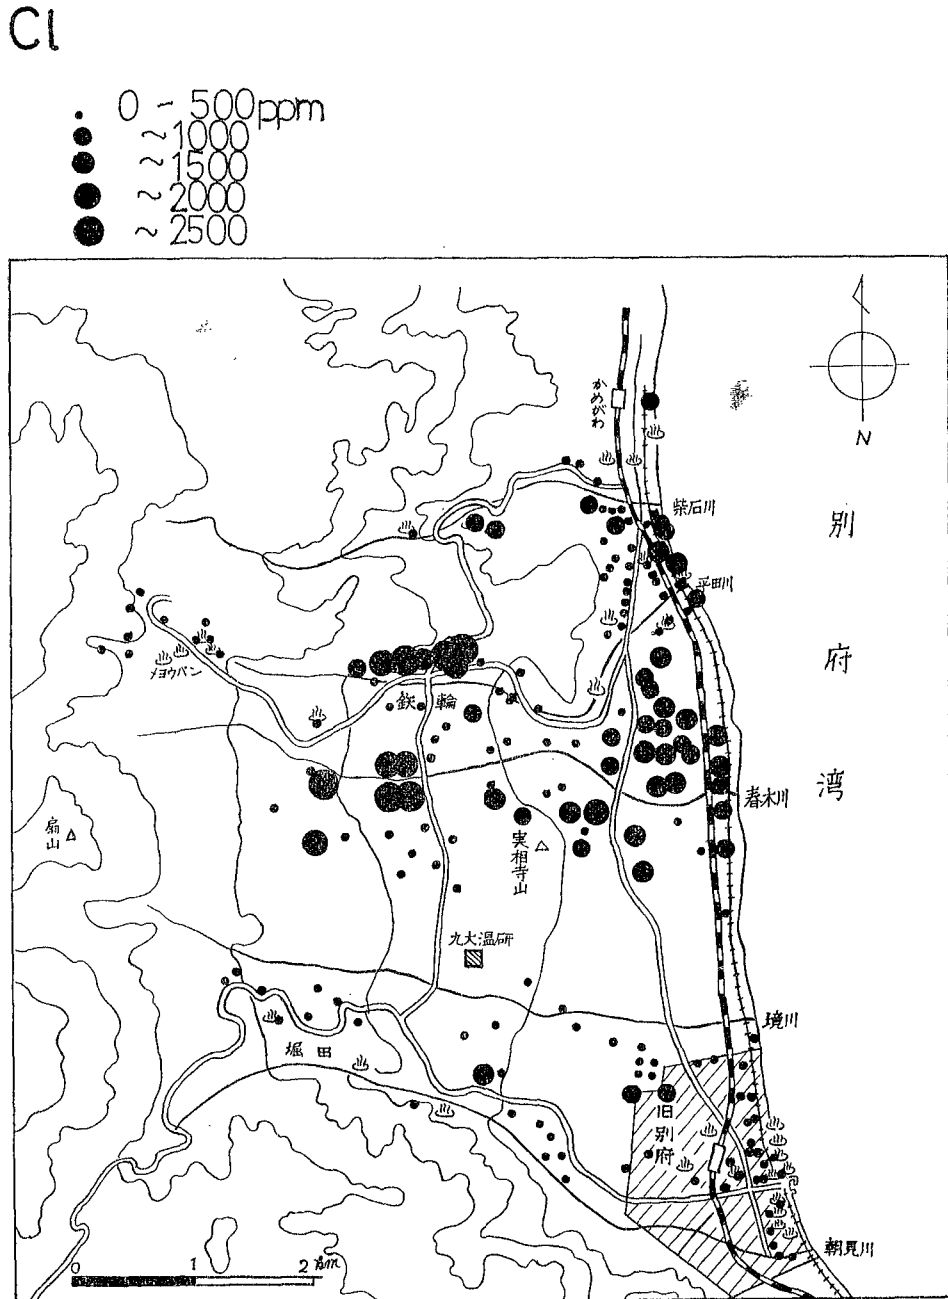 Cl
0 ~ 500ppm
~1000
~1500
~2000
~2500
かめがわ
N
柴石川
別府湾
平田川
メヨウバン
鉄輪
春木川
扇山
実相寺山
九大温研
境川
堀田
旧別府
朝見川
0 1 2 km